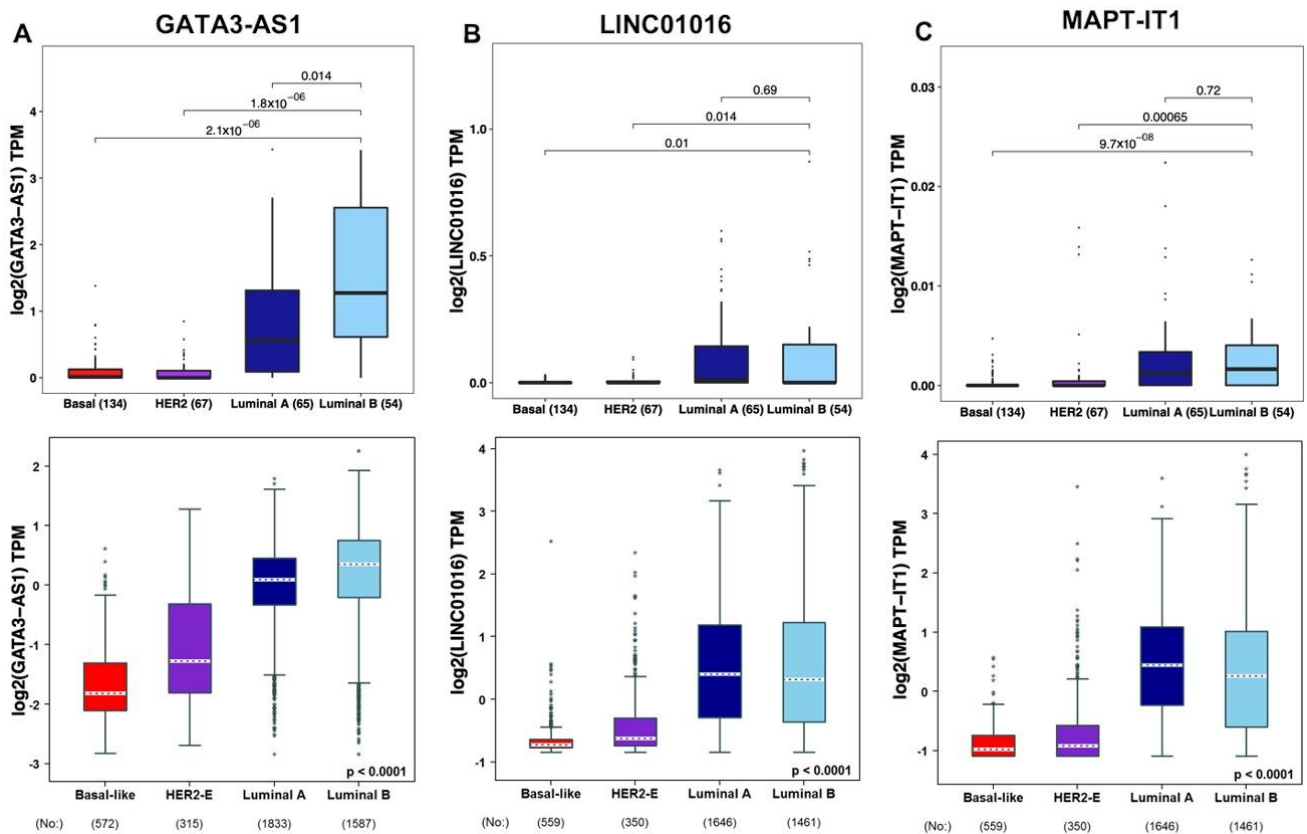 A GATA3-AS1
log2(GATA3–AS1) TPM
4
3
2
1
0
0.014
1.8x10⁻⁰⁶
2.1x10⁻⁰⁶
Basal (134) HER2 (67) Luminal A (65) Luminal B (54)
B LINC01016
log2(LINC01016) TPM
1.0
0.5
0.0
0.69
0.014
0.01
Basal (134) HER2 (67) Luminal A (65) Luminal B (54)
C MAPT-IT1
log2(MAPT–IT1) TPM
0.03
0.02
0.01
0.00
0.72
0.00065
9.7x10⁻⁰⁸
Basal (134) HER2 (67) Luminal A (65) Luminal B (54)
log2(GATA3–AS1) TPM
2
1
0
-1
-2
-3
p < 0.0001
Basal-like HER2-E Luminal A Luminal B
(No:) (572) (315) (1833) (1587)
log2(LINC01016) TPM
4
3
2
1
0
-1
p < 0.0001
Basal-like HER2-E Luminal A Luminal B
(No:) (559) (350) (1646) (1461)
log2(MAPT–IT1) TPM
4
3
2
1
0
-1
p < 0.0001
Basal-like HER2-E Luminal A Luminal B
(No:) (559) (350) (1646) (1461)